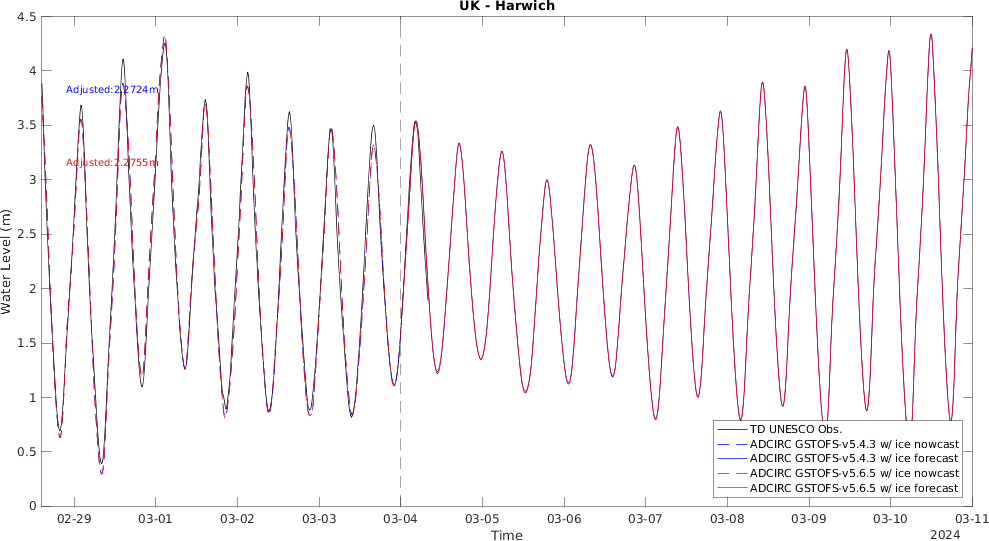 UK - Harwich
4.5
4
3.5
3
2.5
2
1.5
1
0.5
0
Water Level (m)
Adjusted:2.2724m
Adjusted:2.2755m
TD UNESCO Obs.
ADCIRC GSTOFS-v5.4.3 w/ ice nowcast
ADCIRC GSTOFS-v5.4.3 w/ ice forecast
ADCIRC GSTOFS-v5.6.5 w/ ice nowcast
ADCIRC GSTOFS-v5.6.5 w/ ice forecast
02-29 03-01 03-02 03-03 03-04 03-05 03-06 03-07 03-08 03-09 03-10 03-11
Time
2024